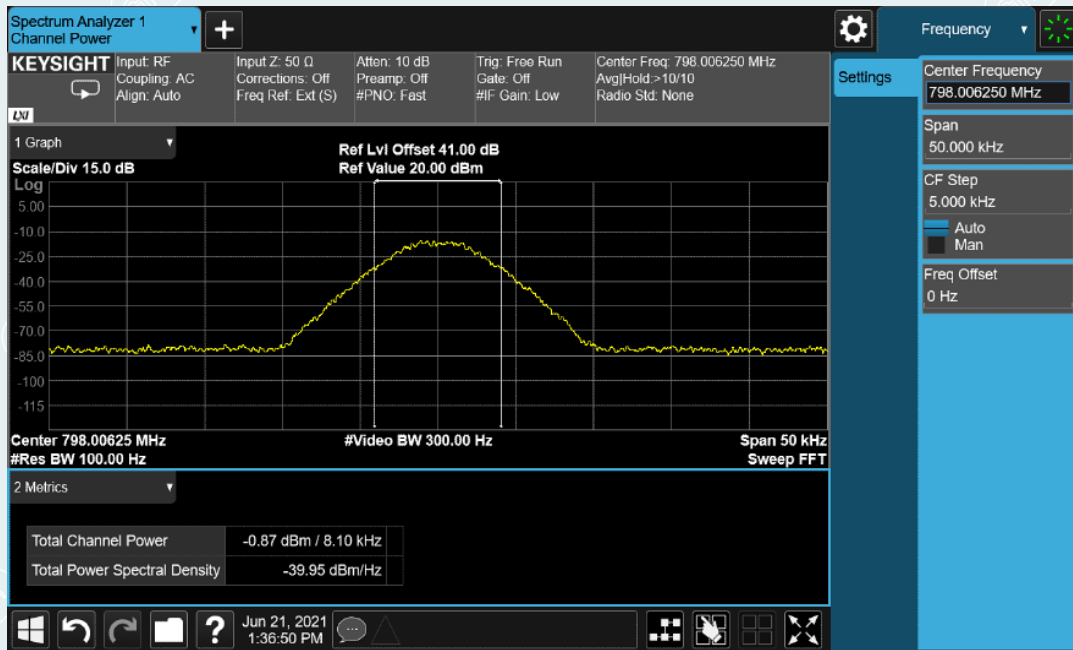 Spectrum Analyzer 1
Channel Power
+
Frequency
KEYSIGHT
Input: RF
Coupling: AC
Align: Auto
Input Z: 50 Ω
Corrections: Off
Freq Ref: Ext (S)
Atten: 10 dB
Preamp: Off
#PNO: Fast
Trig: Free Run
Gate: Off
#IF Gain: Low
Center Freq: 798.006250 MHz
Avg|Hold:>10/10
Radio Std: None
LXI
Settings
Center Frequency
798.006250 MHz
Span
50.000 kHz
CF Step
5.000 kHz
Auto
Man
Freq Offset
0 Hz
1 Graph
Ref Lvl Offset 41.00 dB
Scale/Div 15.0 dB
Ref Value 20.00 dBm
Log
5.00
-10.0
-25.0
-40.0
-55.0
-70.0
-85.0
-100
-115
Center 798.00625 MHz
#Video BW 300.00 Hz
Span 50 kHz
#Res BW 100.00 Hz
Sweep FFT
2 Metrics
Total Channel Power
-0.87 dBm / 8.10 kHz
Total Power Spectral Density
-39.95 dBm/Hz
?
Jun 21, 2021
1:36:50 PM